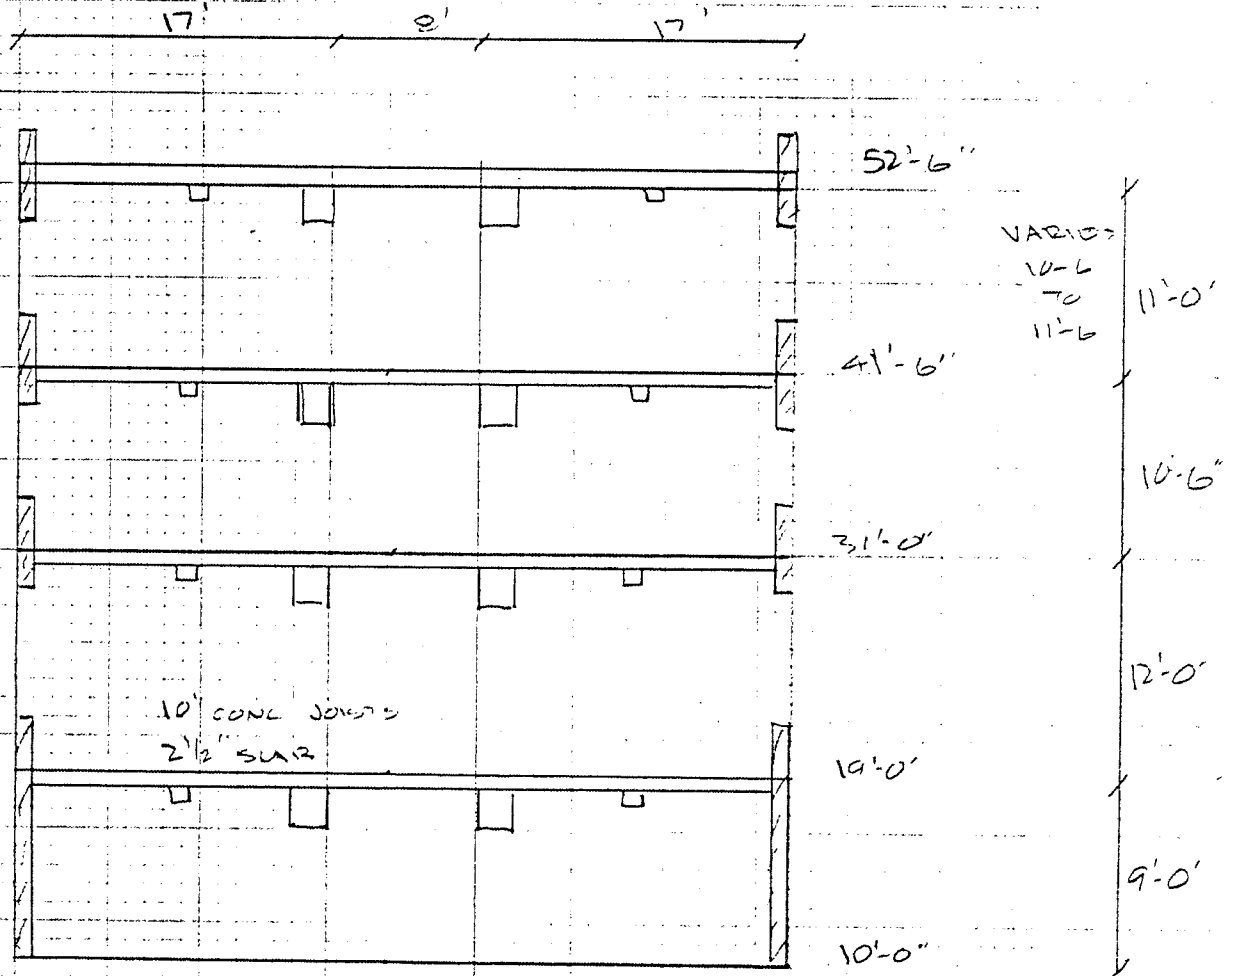 17' 8' 17'
52'-6"
VARIES
10-6
TO
11'-6
11'-0'
41'-6"
10'-6"
31'-0"
12'-0'
10" CONC JOISTS
2 1/2" SLAB
19'-0'
9'-0'
10'-0"